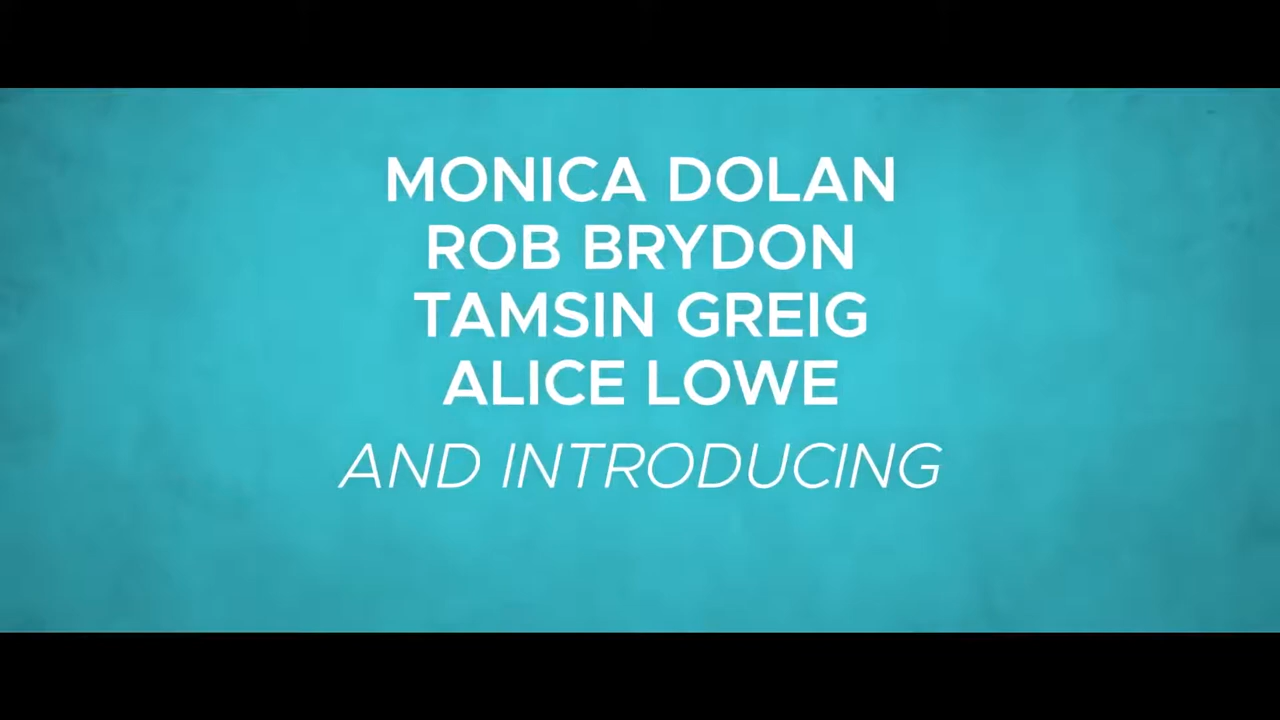 MONICA DOLAN
ROB BRYDON
TAMSIN GREIG
ALICE LOWE
AND INTRODUCING